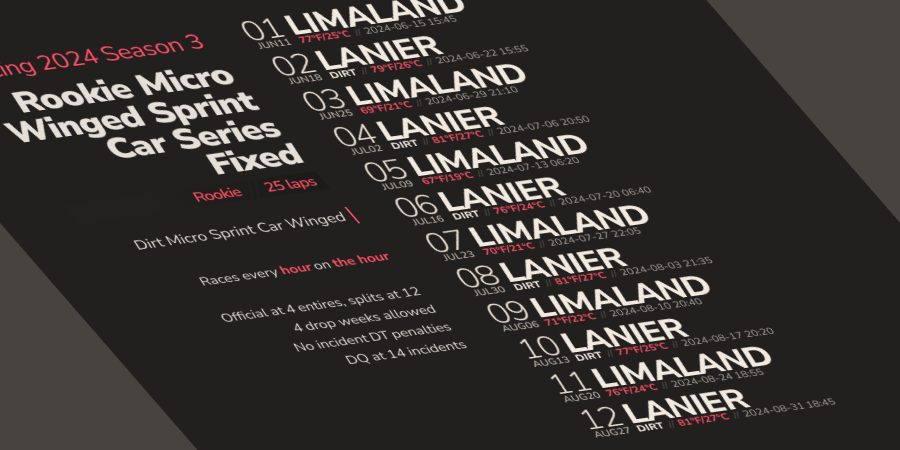 ing 2024 Season 3
Rookie Micro
Winged Sprint
Car Series
Fixed
Rookie 25 laps
Dirt Micro Sprint Car Winged
Races every hour on the hour
Official at 4 entires, splits at 12
4 drop weeks allowed
No incident DT penalties
DQ at 14 incidents
01 LIMALAND
JUN11 77°F/25°C // 2024-06-15 15:45
02 LANIER
JUN18 DIRT // 79°F/26°C // 2024-06-22 15:55
03 LIMALAND
JUN25 69°F/21°C // 2024-06-29 21:10
04 LANIER
JUL02 DIRT // 81°F/27°C // 2024-07-06 20:50
05 LIMALAND
JUL09 67°F/19°C // 2024-07-13 06:20
06 LANIER
JUL16 DIRT // 76°F/24°C // 2024-07-20 06:40
07 LIMALAND
JUL23 70°F/21°C // 2024-07-27 22:05
08 LANIER
JUL30 DIRT // 81°F/27°C // 2024-08-03 21:35
09 LIMALAND
AUG06 71°F/22°C // 2024-08-10 20:40
10 LANIER
AUG13 DIRT // 77°F/25°C // 2024-08-17 20:20
11 LIMALAND
AUG20 76°F/24°C // 2024-08-24 18:55
12 LANIER
AUG27 DIRT // 81°F/27°C // 2024-08-31 18:45